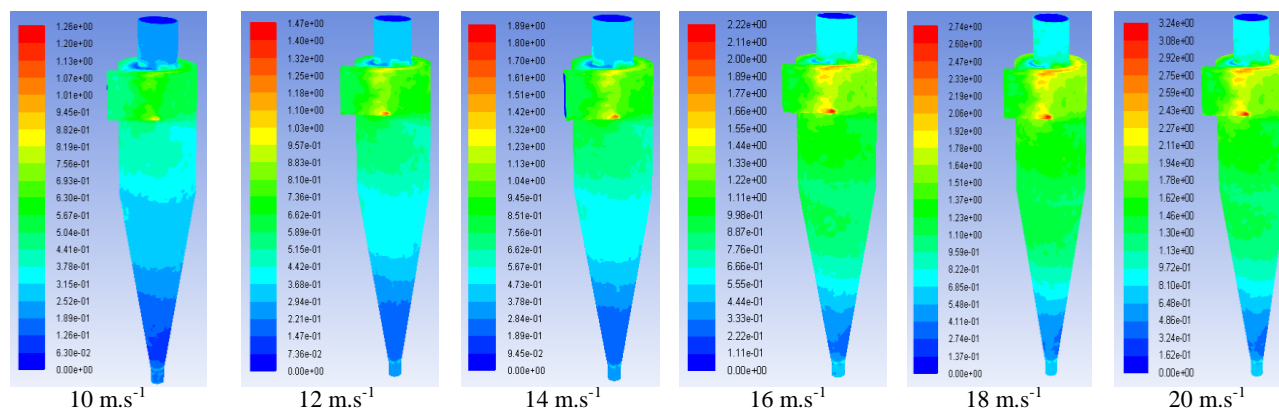 1.26e+00
1.20e+00
1.13e+00
1.07e+00
1.01e+00
9.45e-01
8.82e-01
8.19e-01
7.56e-01
6.93e-01
6.30e-01
5.67e-01
5.04e-01
4.41e-01
3.78e-01
3.15e-01
2.52e-01
1.89e-01
1.26e-01
6.30e-02
0.00e+00
10 m.s⁻¹
1.47e+00
1.40e+00
1.32e+00
1.25e+00
1.18e+00
1.10e+00
1.03e+00
9.57e-01
8.83e-01
8.10e-01
7.36e-01
6.62e-01
5.89e-01
5.15e-01
4.42e-01
3.68e-01
2.94e-01
2.21e-01
1.47e-01
7.36e-02
0.00e+00
12 m.s⁻¹
1.89e+00
1.80e+00
1.70e+00
1.61e+00
1.51e+00
1.42e+00
1.32e+00
1.23e+00
1.13e+00
1.04e+00
9.45e-01
8.51e-01
7.56e-01
6.62e-01
5.67e-01
4.73e-01
3.78e-01
2.84e-01
1.89e-01
9.45e-02
0.00e+00
14 m.s⁻¹
2.22e+00
2.11e+00
2.00e+00
1.89e+00
1.77e+00
1.66e+00
1.55e+00
1.44e+00
1.33e+00
1.22e+00
1.11e+00
9.98e-01
8.87e-01
7.76e-01
6.66e-01
5.55e-01
4.44e-01
3.33e-01
2.22e-01
1.11e-01
0.00e+00
16 m.s⁻¹
2.74e+00
2.60e+00
2.47e+00
2.33e+00
2.19e+00
2.06e+00
1.92e+00
1.78e+00
1.64e+00
1.51e+00
1.37e+00
1.23e+00
1.10e+00
9.59e-01
8.22e-01
6.85e-01
5.48e-01
4.11e-01
2.74e-01
1.37e-01
0.00e+00
18 m.s⁻¹
3.24e+00
3.08e+00
2.92e+00
2.75e+00
2.59e+00
2.43e+00
2.27e+00
2.11e+00
1.94e+00
1.78e+00
1.62e+00
1.46e+00
1.30e+00
1.13e+00
9.72e-01
8.10e-01
6.48e-01
4.86e-01
3.24e-01
1.62e-01
0.00e+00
20 m.s⁻¹